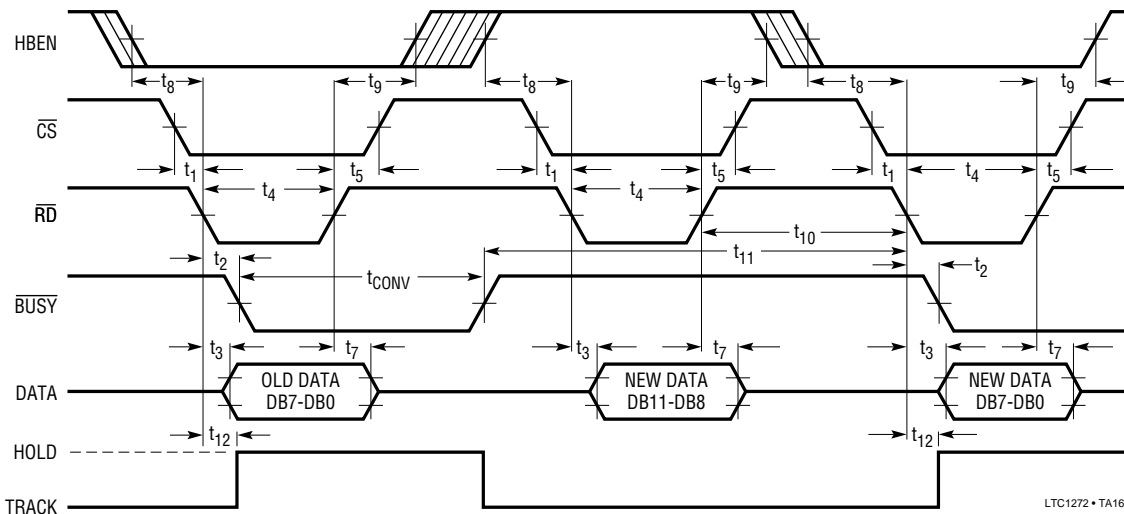 HBEN
t8 t9 t8 t9 t8 t9
CS
t1 t5 t1 t5 t1 t5
t4 t4 t4
RD
t10
t11
t2 tCONV t2
BUSY
t3 t7 t3 t7 t3 t7
DATA
OLD DATA
DB7-DB0
NEW DATA
DB11-DB8
NEW DATA
DB7-DB0
t12 t12
HOLD
TRACK
LTC1272 • TA16